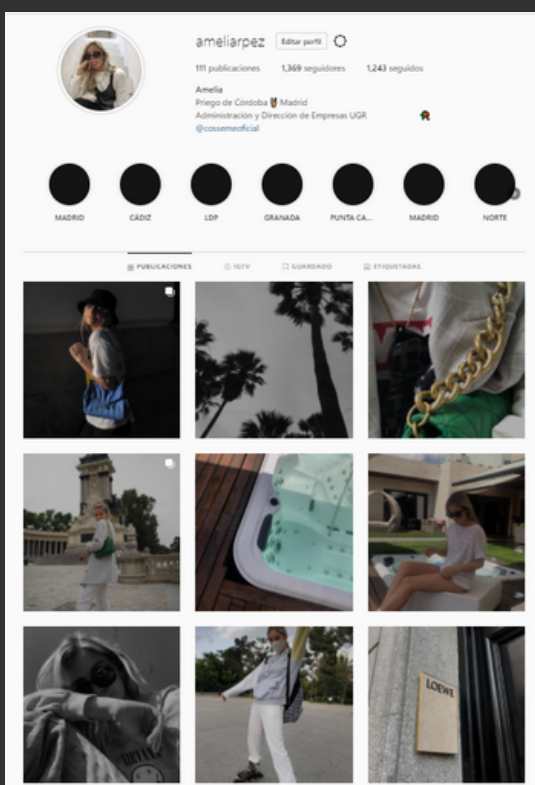 ameliarpez Editar perfil
111 publicaciones 1,369 seguidores 1,243 seguidos
Amelia
Priego de Córdoba Madrid
Administración y Dirección de Empresas UGR
@cossemeoficial
MADRID CÁDIZ LDP GRANADA PUNTA CA... MADRID NORTE
PUBLICACIONES IGTV GUARDADO ETIQUETADAS
NIRVANA
LOEWE